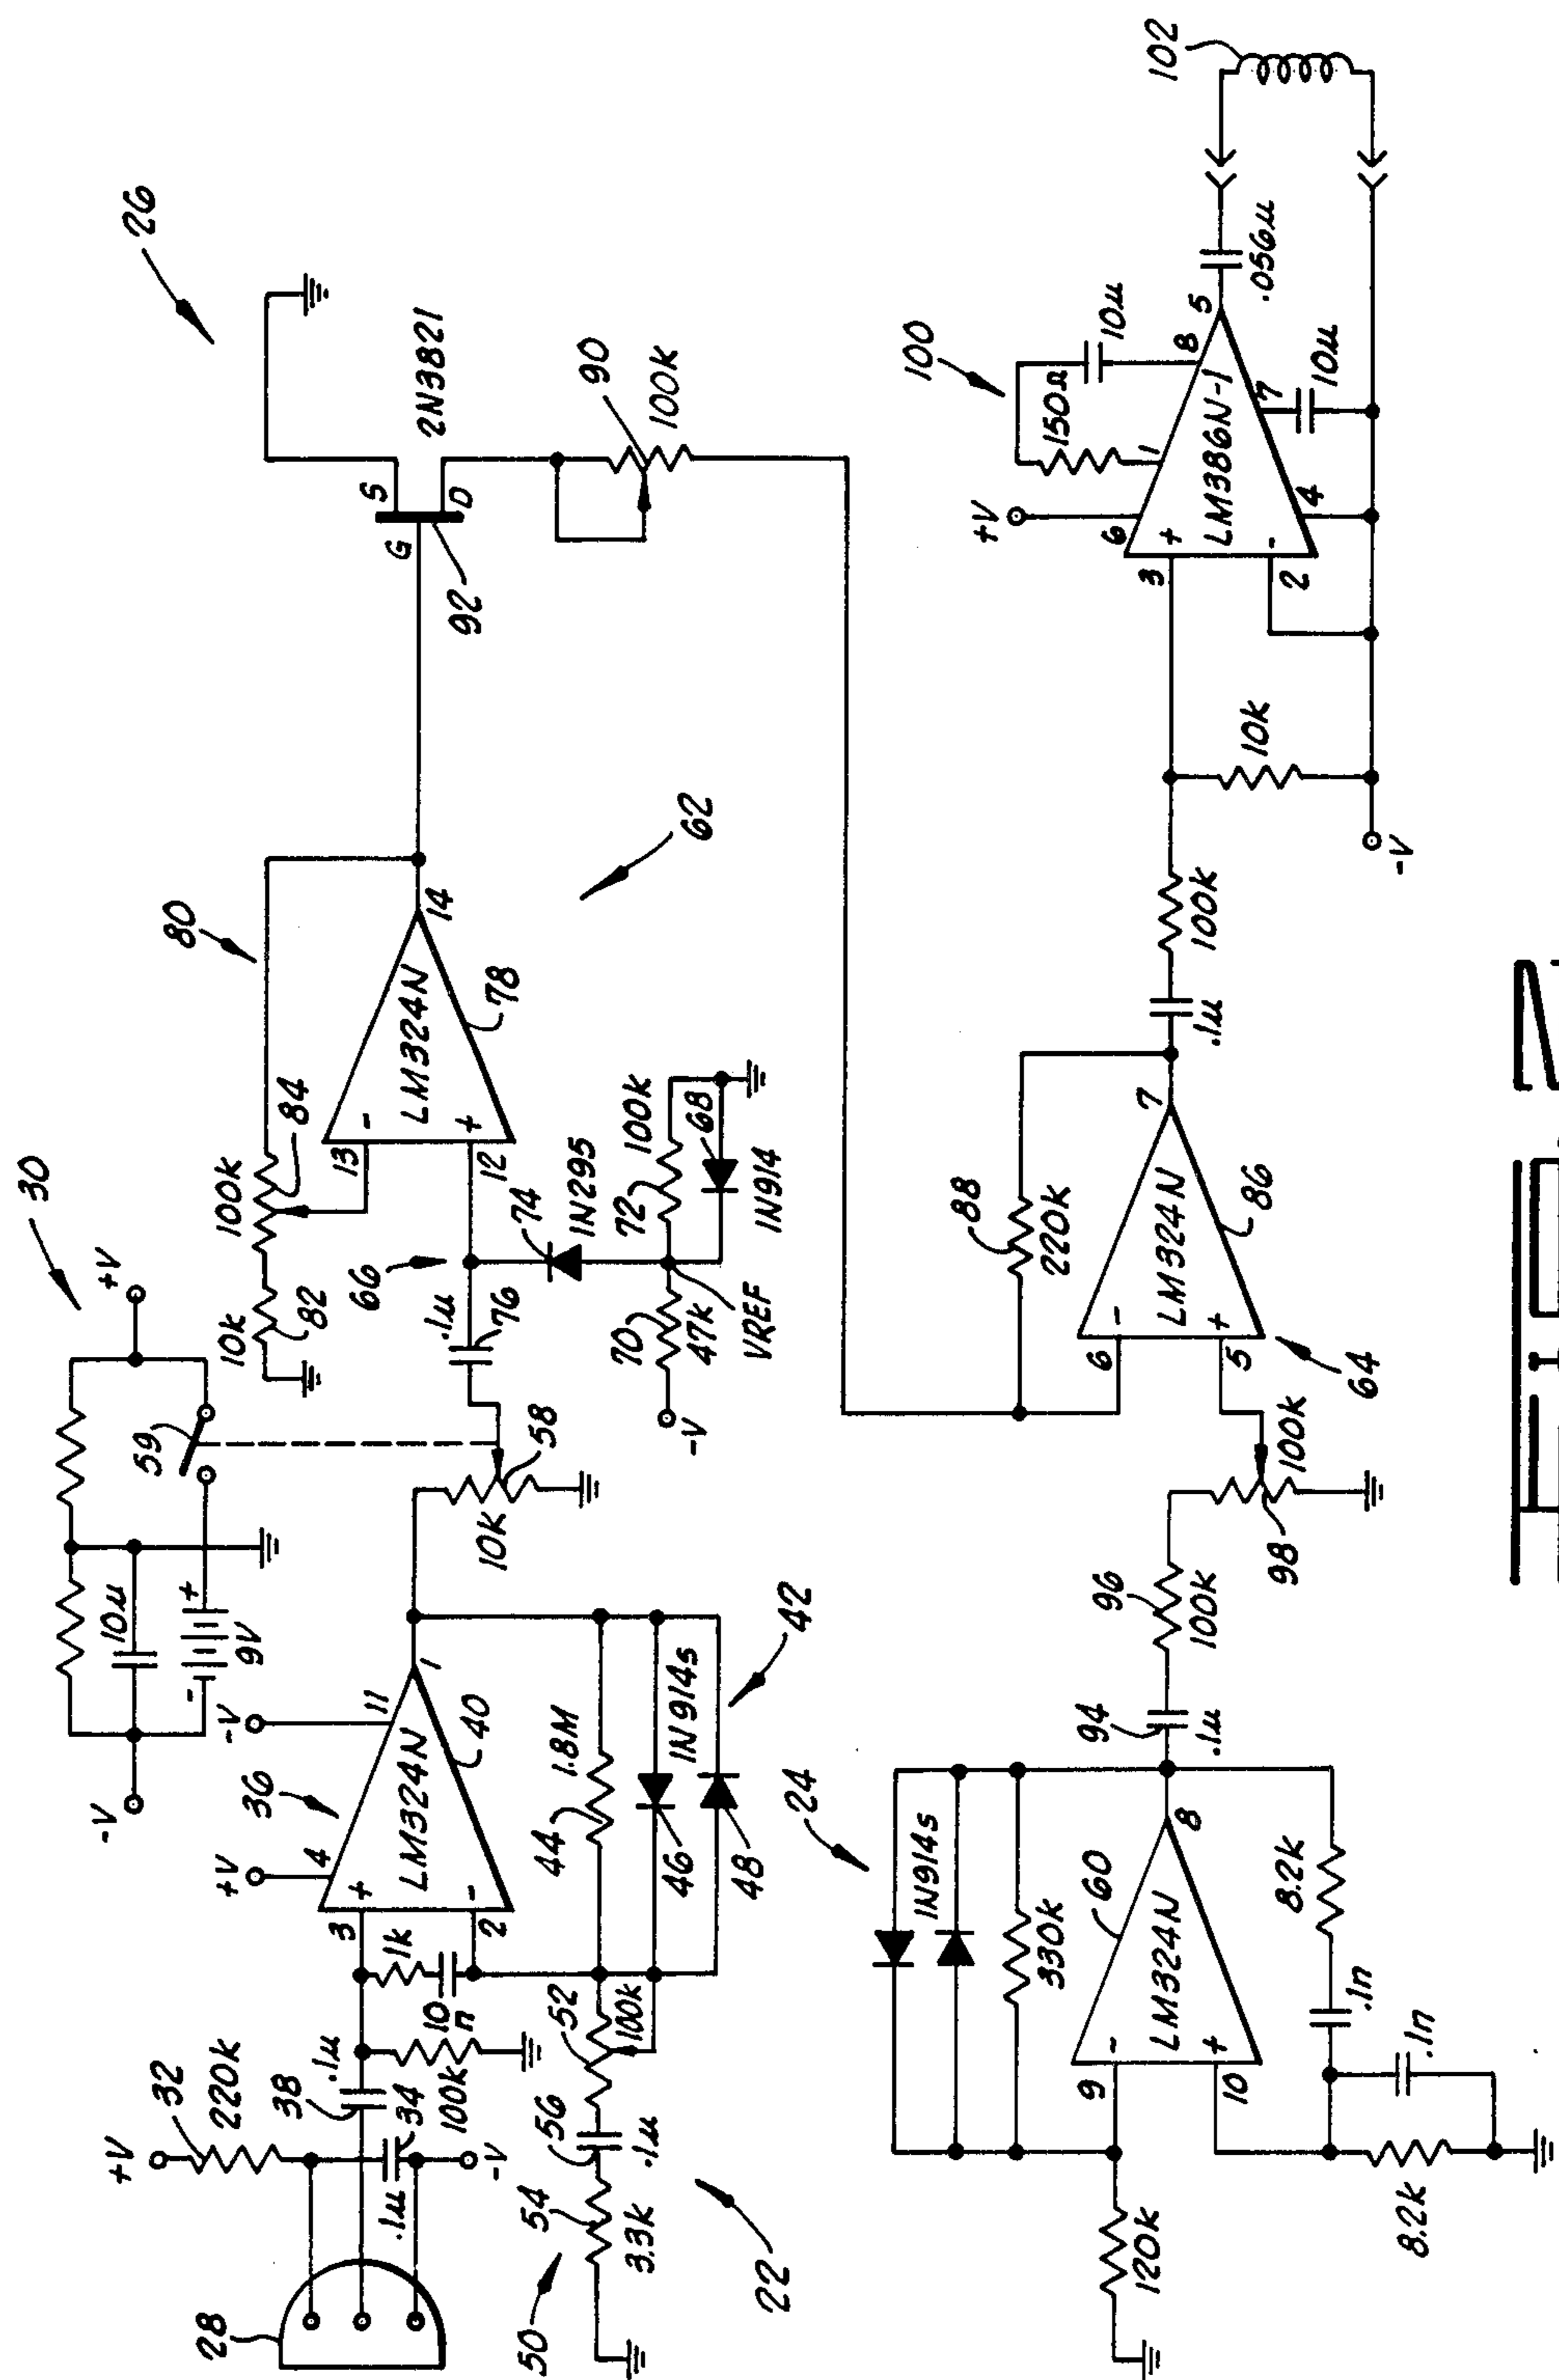 30
+V
59
10μ
- +
9V
-V
26
28
+V
32
220k
38
.1μ
.1μ
34
-V
100k
+V
4
36
-V
11
3
+
LM324N
-
2
1
40
1k
10
n
44
1.8M
46
1N914s
48
42
50
54
3.3k
56
.1μ
52
100k
22
10k
58
.1μ
76
66
74
1N295
70
47k
-V
VREF
72
100k
68
1N914
10k
82
100k
84
80
13
-
LM324N
+
12
14
78
62
G
S
D
92
2N3821
90
100k
24
1N914s
330k
120k
9
-
LM324N
+
10
60
8
8.2k
.1n
.1n
8.2k
94
.1μ
96
100k
98
100k
88
220k
6
-
LM324N
+
5
7
86
64
.1μ
100k
10k
-V
100
+V
6
3
+
LM386N-1
-
2
4
1
150Ω
10μ
8
7
10μ
5
.056μ
102